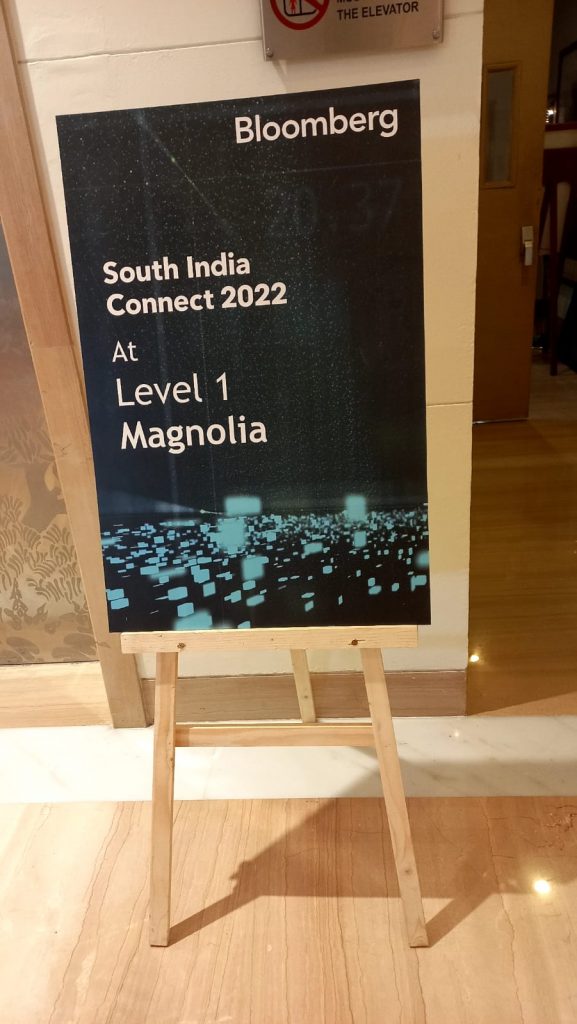 THE ELEVATOR
Bloomberg
South India
Connect 2022
At
Level 1
Magnolia